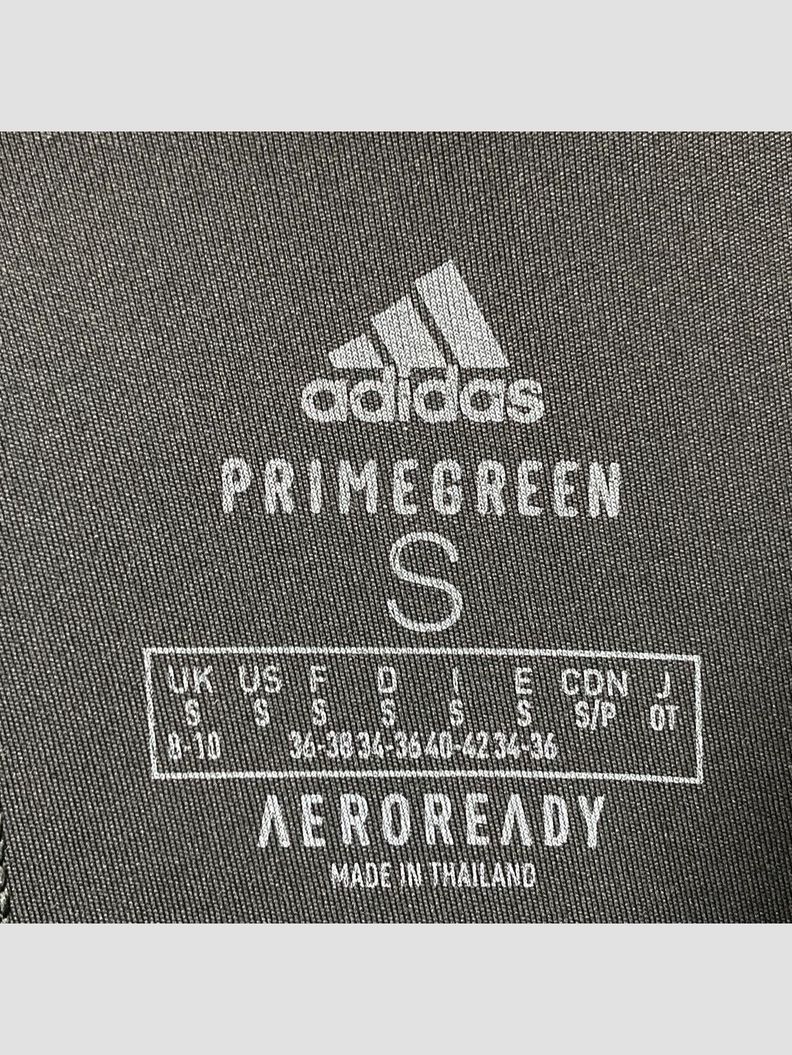 adidas
PRIMEGREEN
S
UK US F D I E CDN J
S S S S S S S/P OT
8-10 36-38 34-36 40-42 34-36
AEROREADY
MADE IN THAILAND